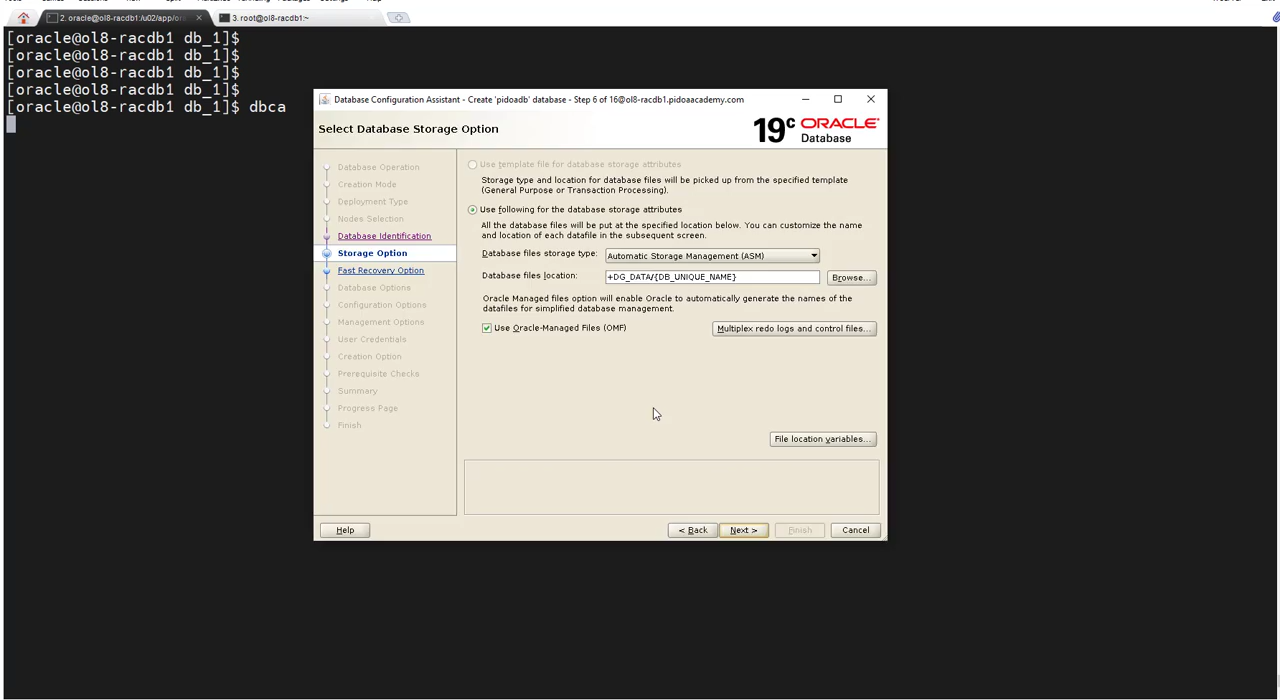 Tools Games Sessions View Split Tunneling Packages Settings Help
2. oracle@ol8-racdb1:/u02/app/or
3. root@ol8-racdb1:~
[oracle@ol8-racdb1 db_1]$
[oracle@ol8-racdb1 db_1]$
[oracle@ol8-racdb1 db_1]$
[oracle@ol8-racdb1 db_1]$
[oracle@ol8-racdb1 db_1]$ dbca
Database Configuration Assistant - Create 'pidoadb' database - Step 6 of 16@ol8-racdb1.pidoaacademy.com
Select Database Storage Option
19c ORACLE
Database
Database Operation
Creation Mode
Deployment Type
Nodes Selection
Database Identification
Storage Option
Fast Recovery Option
Database Options
Configuration Options
Management Options
User Credentials
Creation Option
Prerequisite Checks
Summary
Progress Page
Finish
Use template file for database storage attributes
Storage type and location for database files will be picked up from the specified template
(General Purpose or Transaction Processing).
Use following for the database storage attributes
All the database files will be put at the specified location below. You can customize the name
and location of each datafile in the subsequent screen.
Database files storage type: Automatic Storage Management (ASM)
Database files location: +DG_DATA/{DB_UNIQUE_NAME} Browse...
Oracle Managed files option will enable Oracle to automatically generate the names of the
datafiles for simplified database management.
Use Oracle-Managed Files (OMF) Multiplex redo logs and control files...
File location variables...
Help < Back Next > Finish Cancel